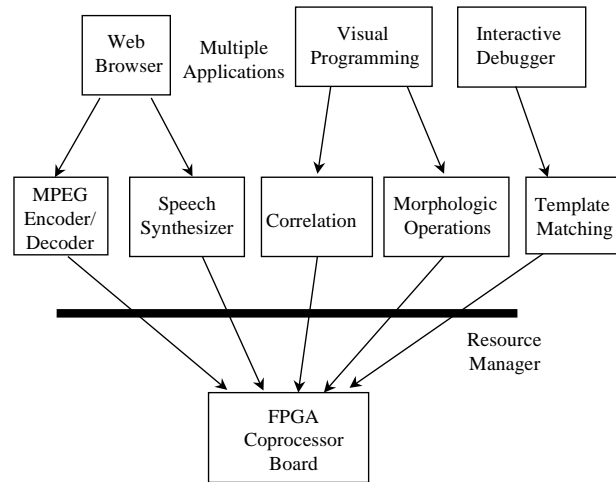 Web
Browser
Multiple
Applications
Visual
Programming
Interactive
Debugger
MPEG
Encoder/
Decoder
Speech
Synthesizer
Correlation
Morphologic
Operations
Template
Matching
Resource
Manager
FPGA
Coprocessor
Board